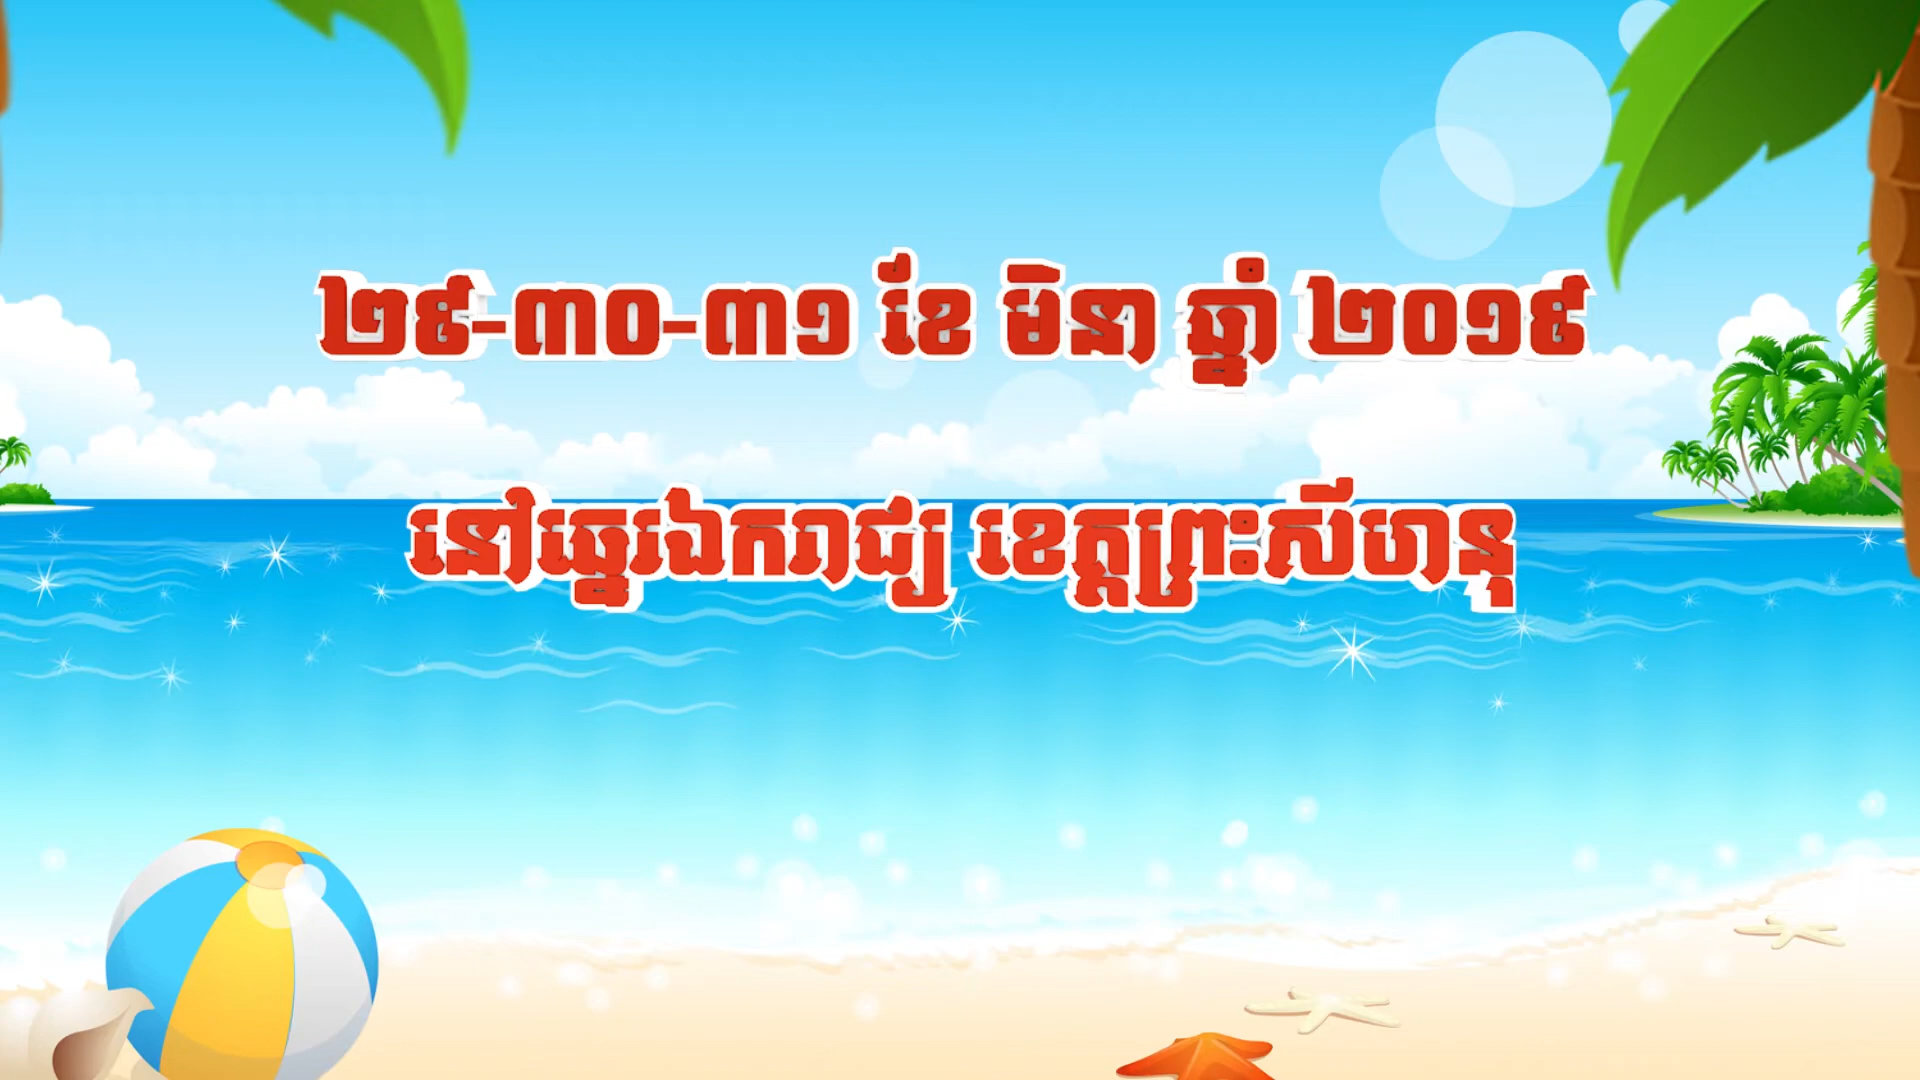 ២៩-៣០-៣១ ខែ មិនា ឆ្នាំ ២០១៩
នៅឆ្នេរឯករាជ្យ ខេត្តព្រះសីហនុ